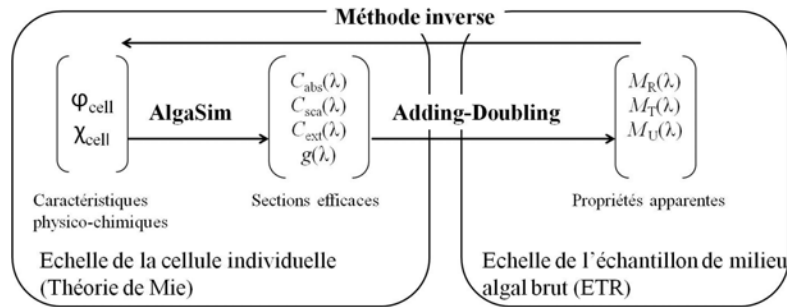 Méthode inverse
φcell
χcell
AlgaSim
Cabs(λ)
Csca(λ)
Cext(λ)
g(λ)
Adding-Doubling
MR(λ)
MT(λ)
MU(λ)
Caractéristiques
physico-chimiques
Sections efficaces
Propriétés apparentes
Echelle de la cellule individuelle
(Théorie de Mie)
Echelle de l'échantillon de milieu
algal brut (ETR)